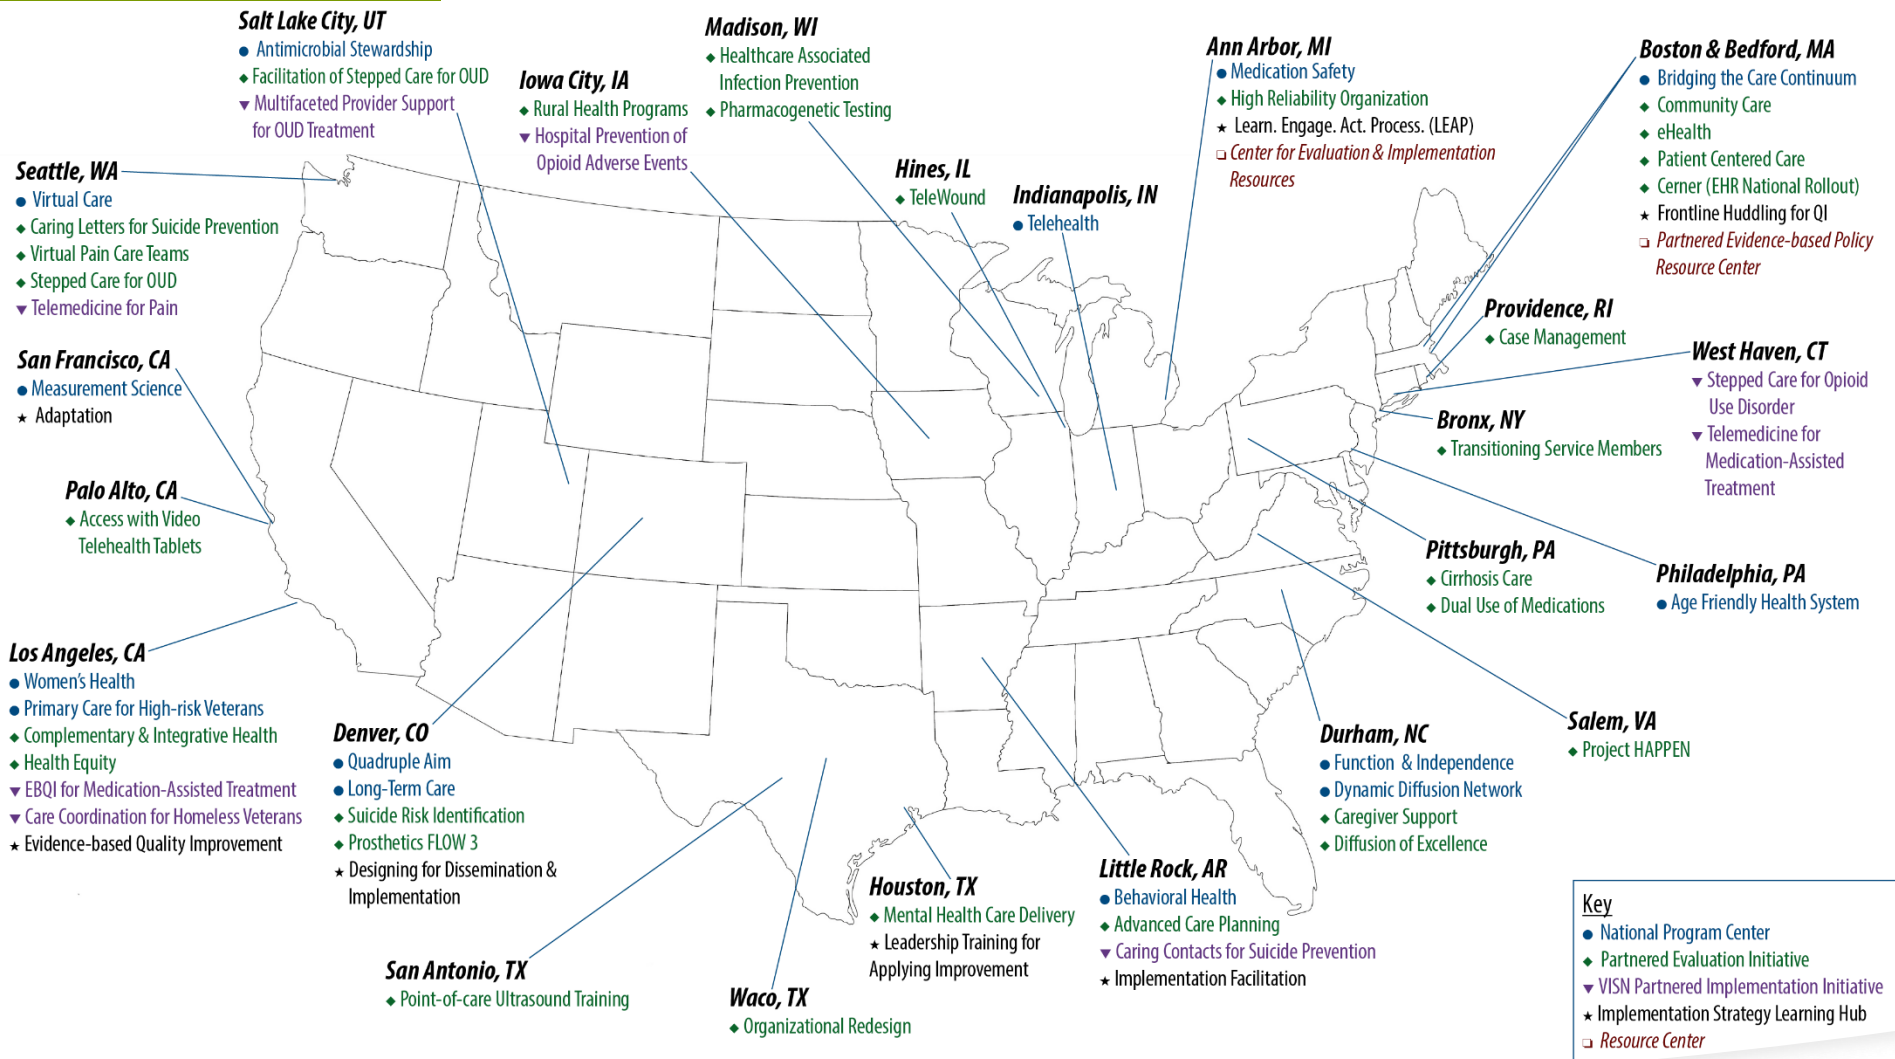 Salt Lake City, UT
● Antimicrobial Stewardship
◆ Facilitation of Stepped Care for OUD
▼ Multifaceted Provider Support
for OUD Treatment
Iowa City, IA
◆ Rural Health Programs
▼ Hospital Prevention of
Opioid Adverse Events
Madison, WI
◆ Healthcare Associated
Infection Prevention
◆ Pharmacogenetic Testing
Hines, IL
◆ TeleWound
Indianapolis, IN
● Telehealth
Ann Arbor, MI
● Medication Safety
◆ High Reliability Organization
★ Learn. Engage. Act. Process. (LEAP)
❑ Center for Evaluation & Implementation
Resources
Boston & Bedford, MA
● Bridging the Care Continuum
◆ Community Care
◆ eHealth
◆ Patient Centered Care
◆ Cerner (EHR National Rollout)
★ Frontline Huddling for QI
❑ Partnered Evidence-based Policy
Resource Center
Seattle, WA
● Virtual Care
◆ Caring Letters for Suicide Prevention
◆ Virtual Pain Care Teams
◆ Stepped Care for OUD
▼ Telemedicine for Pain
San Francisco, CA
● Measurement Science
★ Adaptation
Palo Alto, CA
◆ Access with Video
Telehealth Tablets
Los Angeles, CA
● Women’s Health
● Primary Care for High-risk Veterans
◆ Complementary & Integrative Health
◆ Health Equity
▼ EBQI for Medication-Assisted Treatment
▼ Care Coordination for Homeless Veterans
★ Evidence-based Quality Improvement
Denver, CO
● Quadruple Aim
● Long-Term Care
◆ Suicide Risk Identification
◆ Prosthetics FLOW 3
★ Designing for Dissemination &
Implementation
San Antonio, TX
◆ Point-of-care Ultrasound Training
Waco, TX
◆ Organizational Redesign
Houston, TX
◆ Mental Health Care Delivery
★ Leadership Training for
Applying Improvement
Little Rock, AR
● Behavioral Health
◆ Advanced Care Planning
▼ Caring Contacts for Suicide Prevention
★ Implementation Facilitation
Durham, NC
● Function & Independence
● Dynamic Diffusion Network
◆ Caregiver Support
◆ Diffusion of Excellence
Salem, VA
◆ Project HAPPEN
Philadelphia, PA
● Age Friendly Health System
Pittsburgh, PA
◆ Cirrhosis Care
◆ Dual Use of Medications
Bronx, NY
◆ Transitioning Service Members
West Haven, CT
▼ Stepped Care for Opioid
Use Disorder
▼ Telemedicine for
Medication-Assisted
Treatment
Providence, RI
◆ Case Management
Key
● National Program Center
◆ Partnered Evaluation Initiative
▼ VISN Partnered Implementation Initiative
★ Implementation Strategy Learning Hub
❑ Resource Center